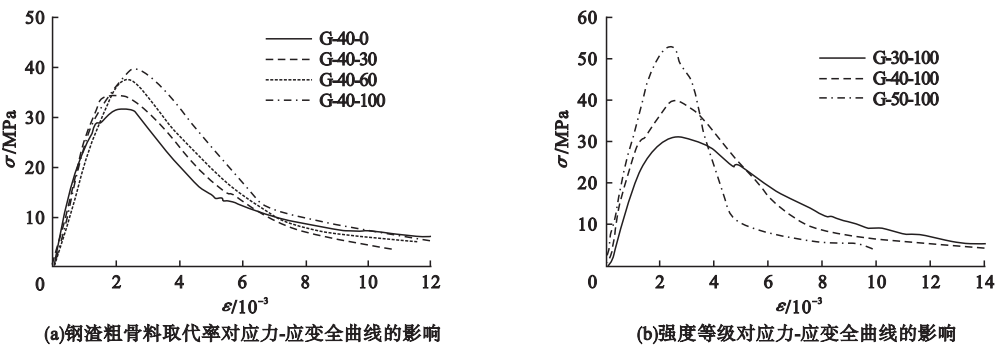 50
40
30
20
10
0
σ/MPa
G-40-0
G-40-30
G-40-60
G-40-100
0 2 4 6 8 10 12
ε/10⁻³
(a)钢渣粗骨料取代率对应力-应变全曲线的影响
60
50
40
30
20
10
0
σ/MPa
G-30-100
G-40-100
G-50-100
0 2 4 6 8 10 12 14
ε/10⁻³
(b)强度等级对应力-应变全曲线的影响